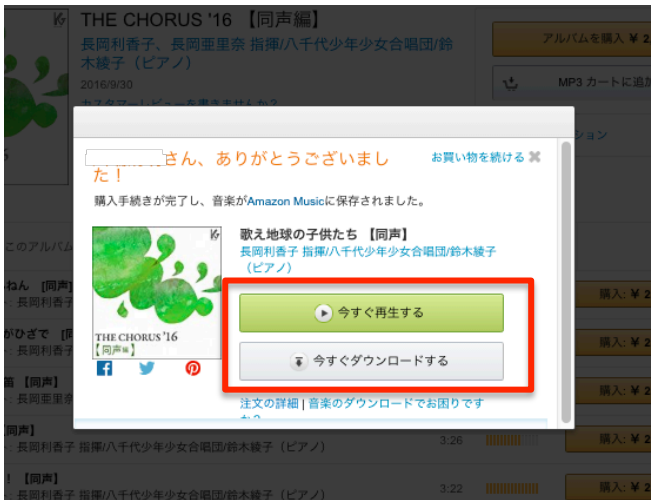 THE CHORUS '16 【同声編】
長岡利香子、長岡亜里奈 指揮/八千代少年少女合唱団/鈴
木綾子（ピアノ）
2016/9/30
カスタマーレビューを書きませんか？
アルバムを購入 ¥ 2
MP3 カートに追加
ション
さん、ありがとうございまし
た！
お買い物を続ける
購入手続きが完了し、音楽がAmazon Musicに保存されました。
歌え地球の子供たち 【同声】
長岡利香子 指揮/八千代少年少女合唱団/鈴木綾子
（ピアノ）
今すぐ再生する
今すぐダウンロードする
THE CHORUS '16
【同声編】
注文の詳細 | 音楽のダウンロードでお困りです
か？
このアルバム
ねん [同声]
: 長岡利香子
購入: ¥ 2
がひざで [同
: 長岡利香子
購入: ¥ 2
笛 【同声】
: 長岡亜里奈
購入: ¥ 2
[同声]
: 長岡利香子 指揮/八千代少年少女合唱団/鈴木綾子（ピアノ）
3:26
購入: ¥ 2
！ 【同声】
: 長岡利香子 指揮/八千代少年少女合唱団/鈴木綾子（ピアノ）
3:22
購入: ¥ 2